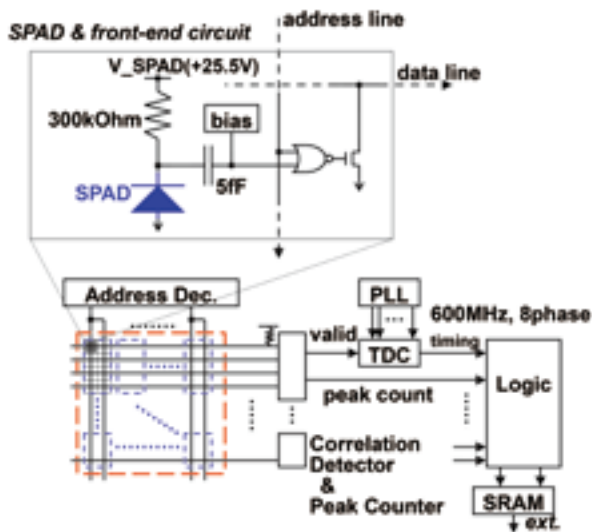 SPAD & front-end circuit
address line
V_SPAD(+25.5V)
data line
300kOhm
bias
SPAD
5fF
Address Dec.
PLL
600MHz, 8phase
valid
TDC
timing
peak count
Logic
Correlation
Detector
&
Peak Counter
SRAM
ext.